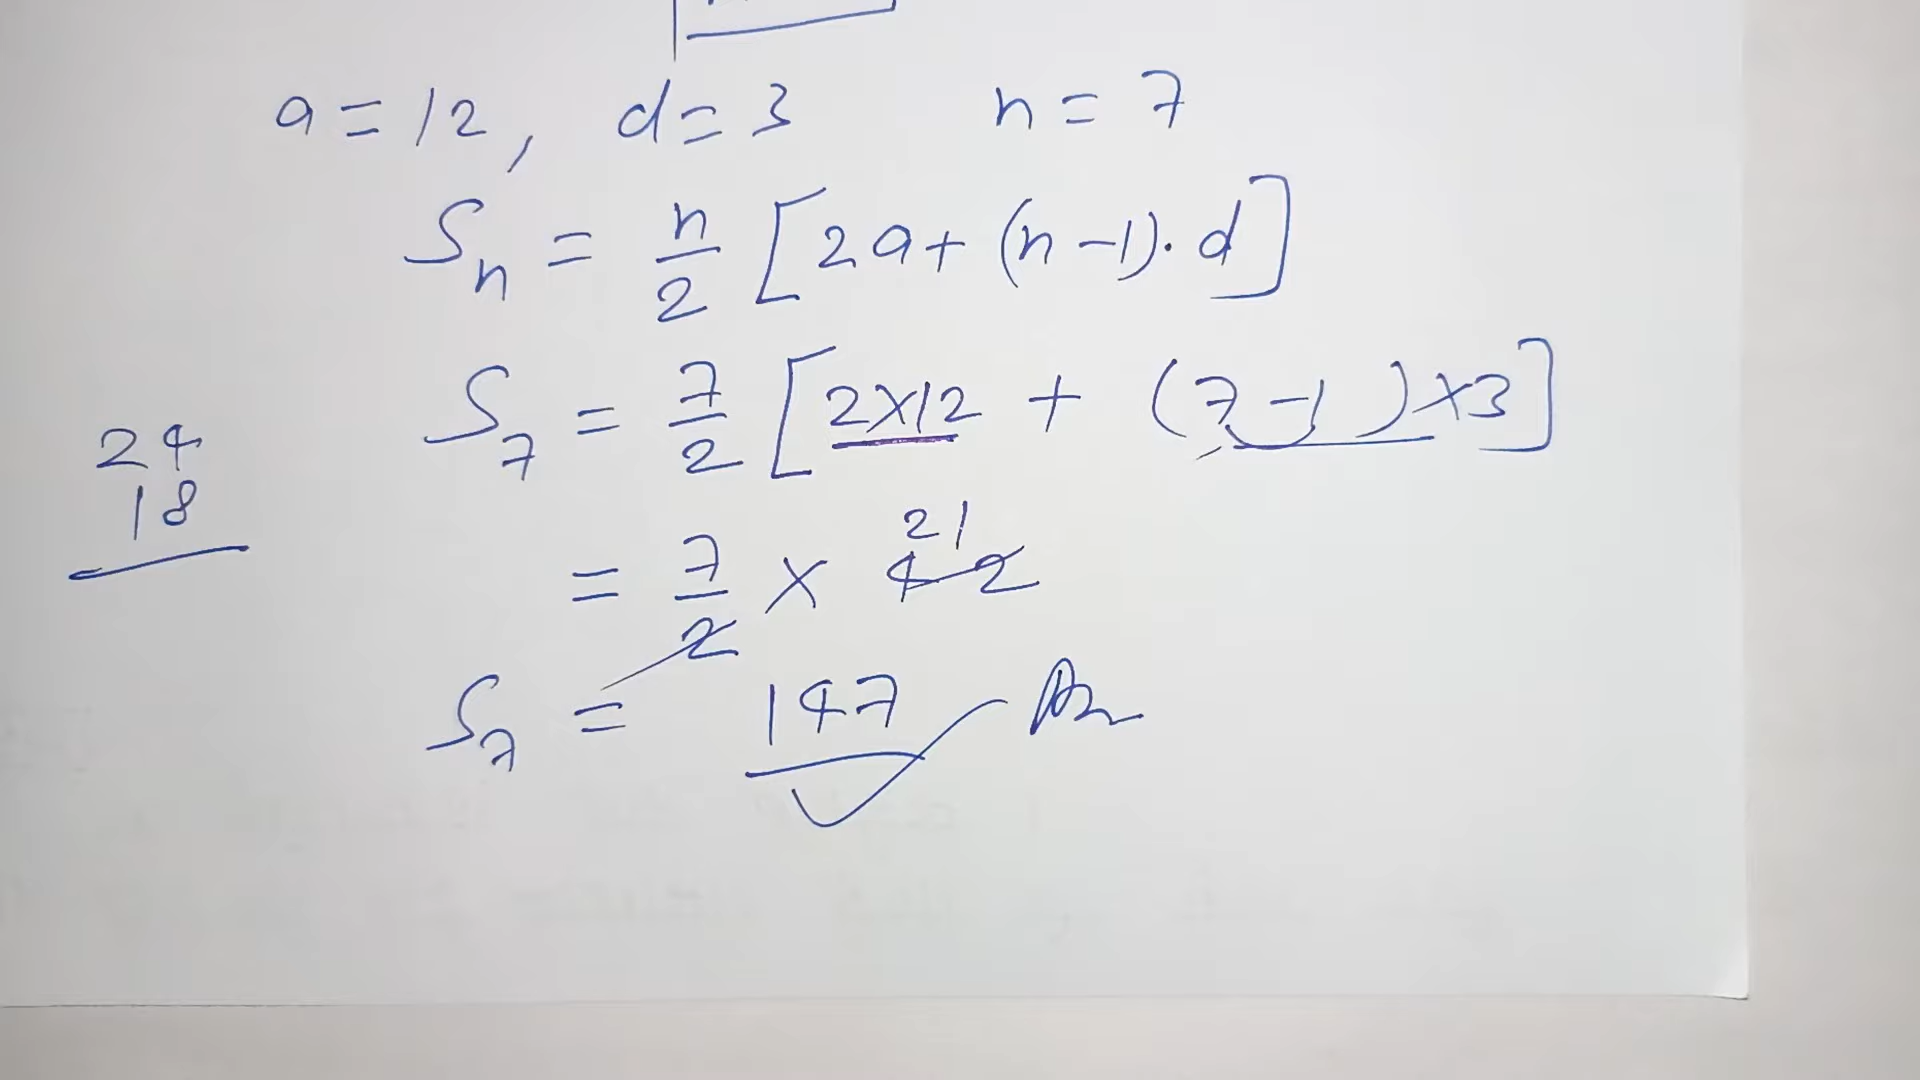 a = 12, d = 3 n = 7
Sn = n/2 [2a + (n - 1). d]
S7 = 7/2 [2×12 + (7 - 1) ×3]
24
18
= 7/2 × 42 21
S7 = 147 Ans